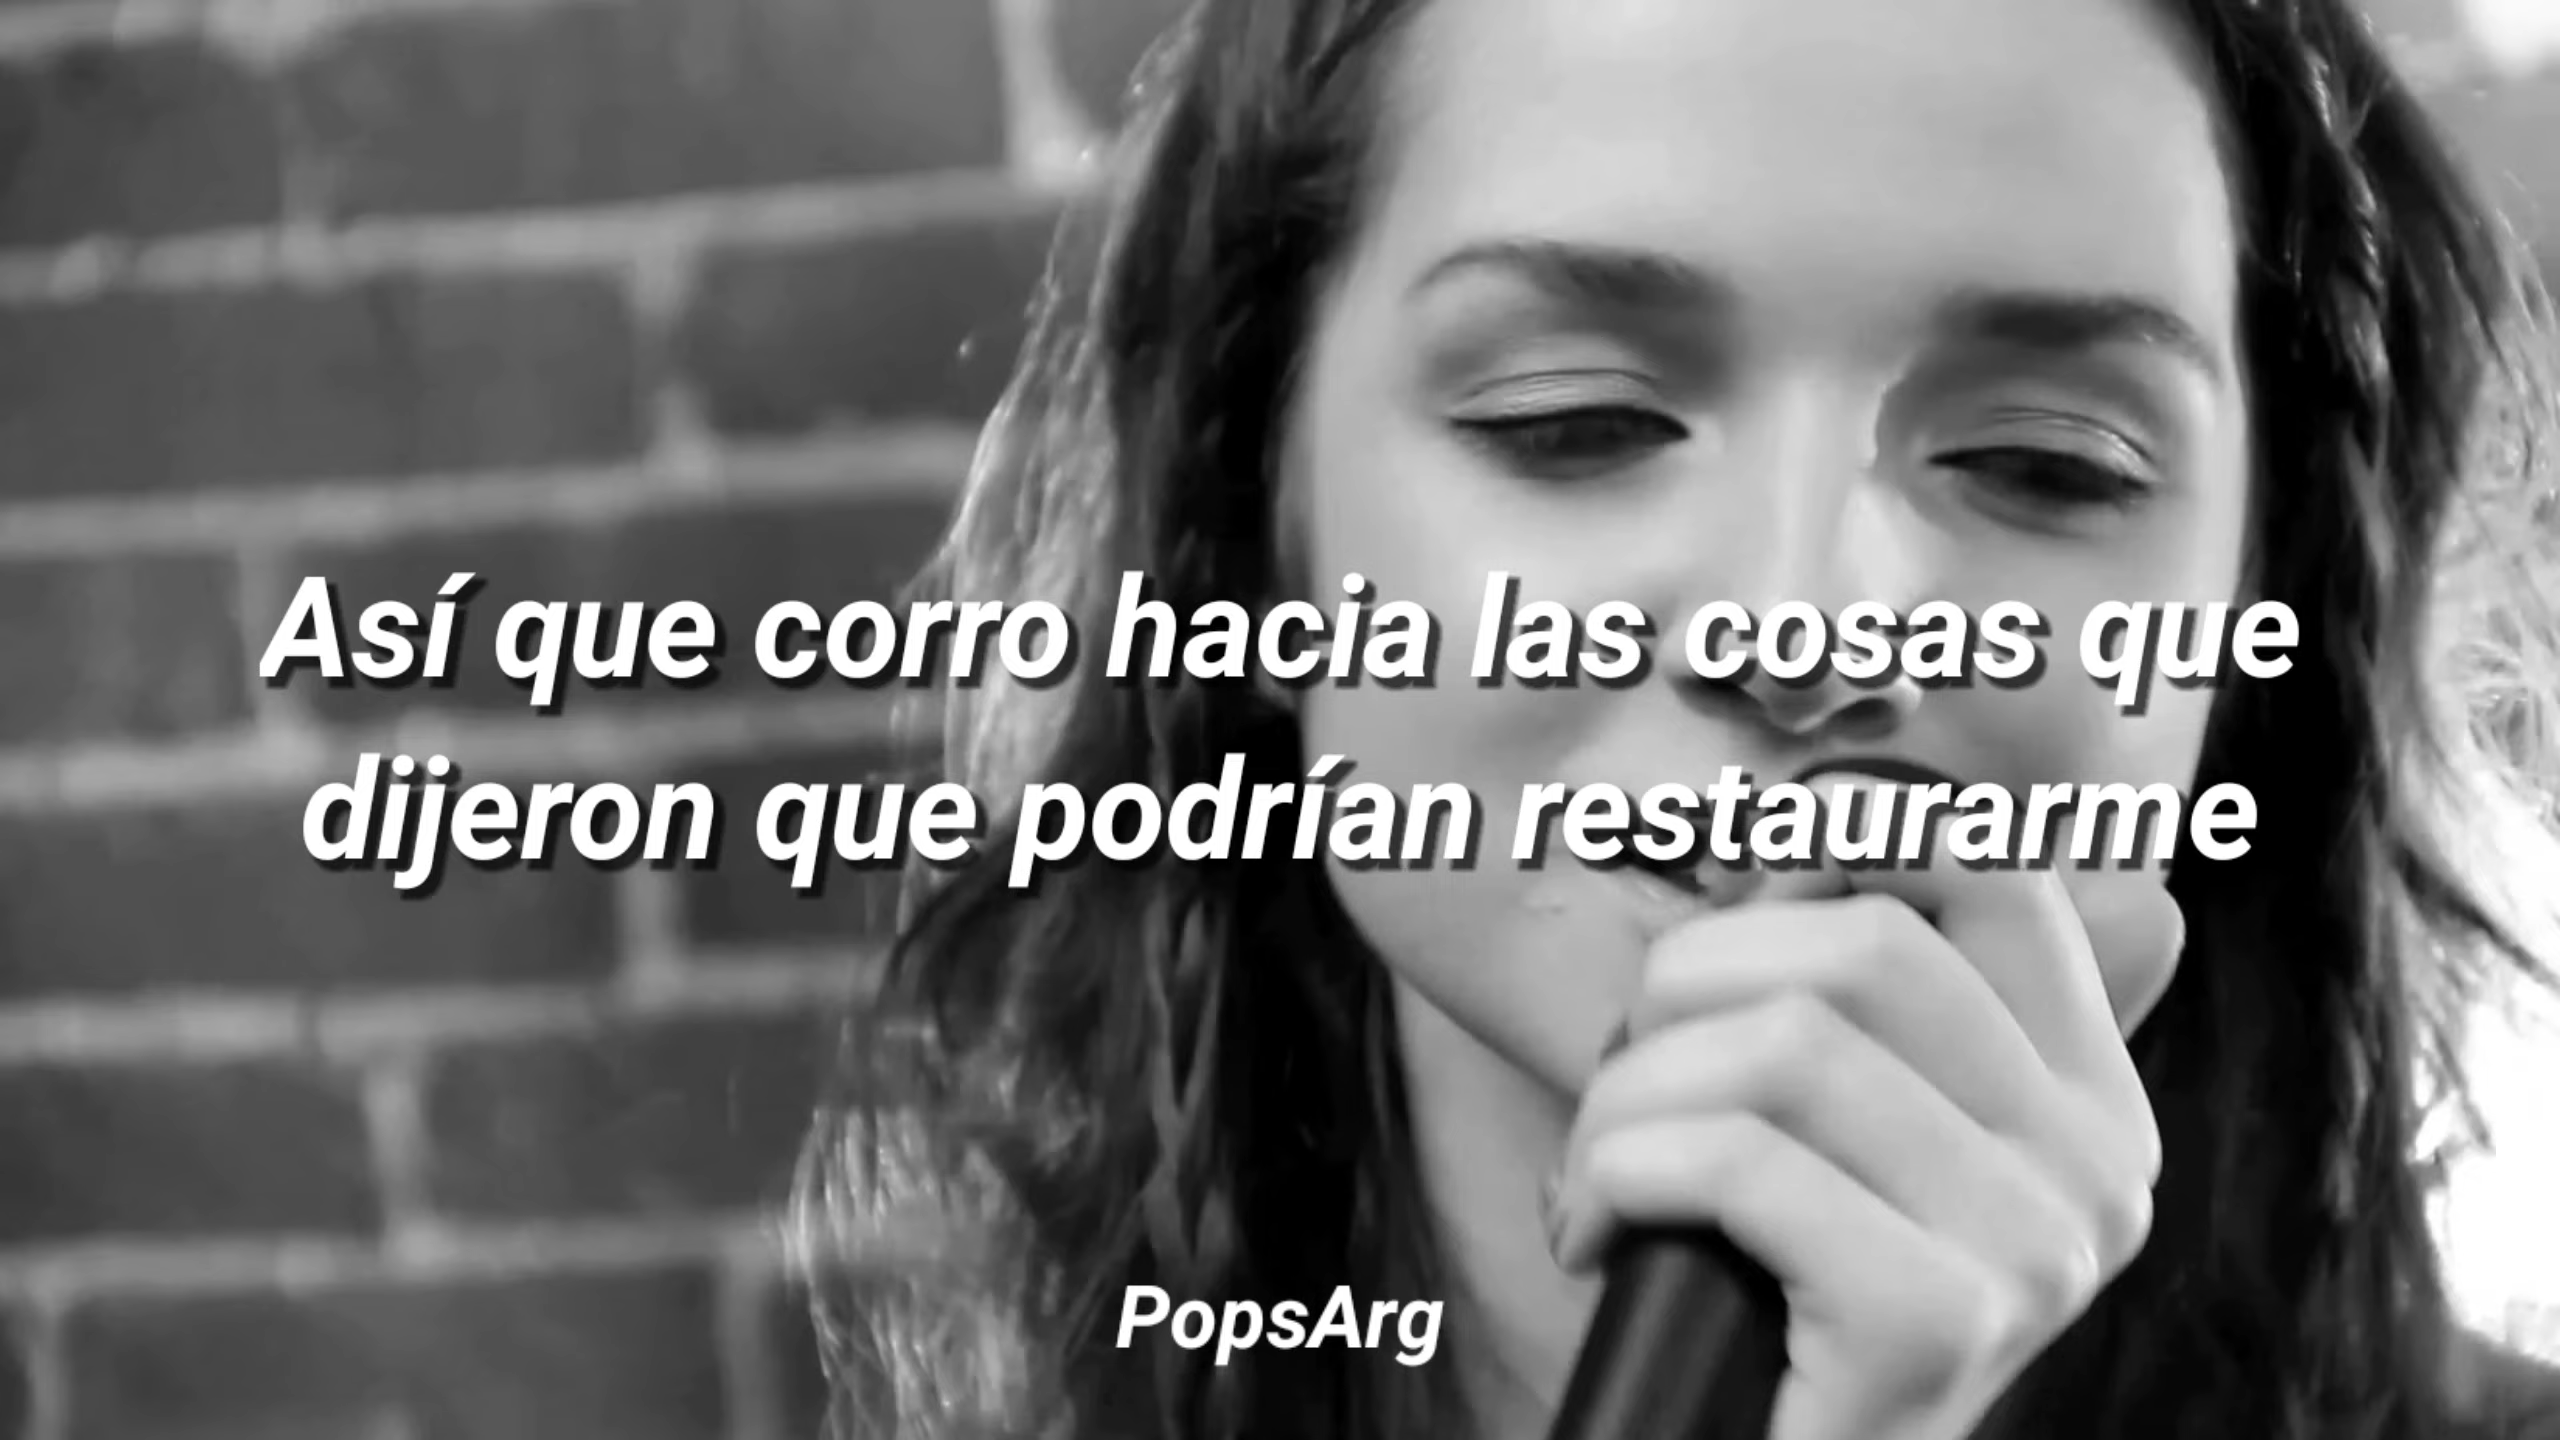 Así que corro hacia las cosas que
dijeron que podrían restaurarme
PopsArg